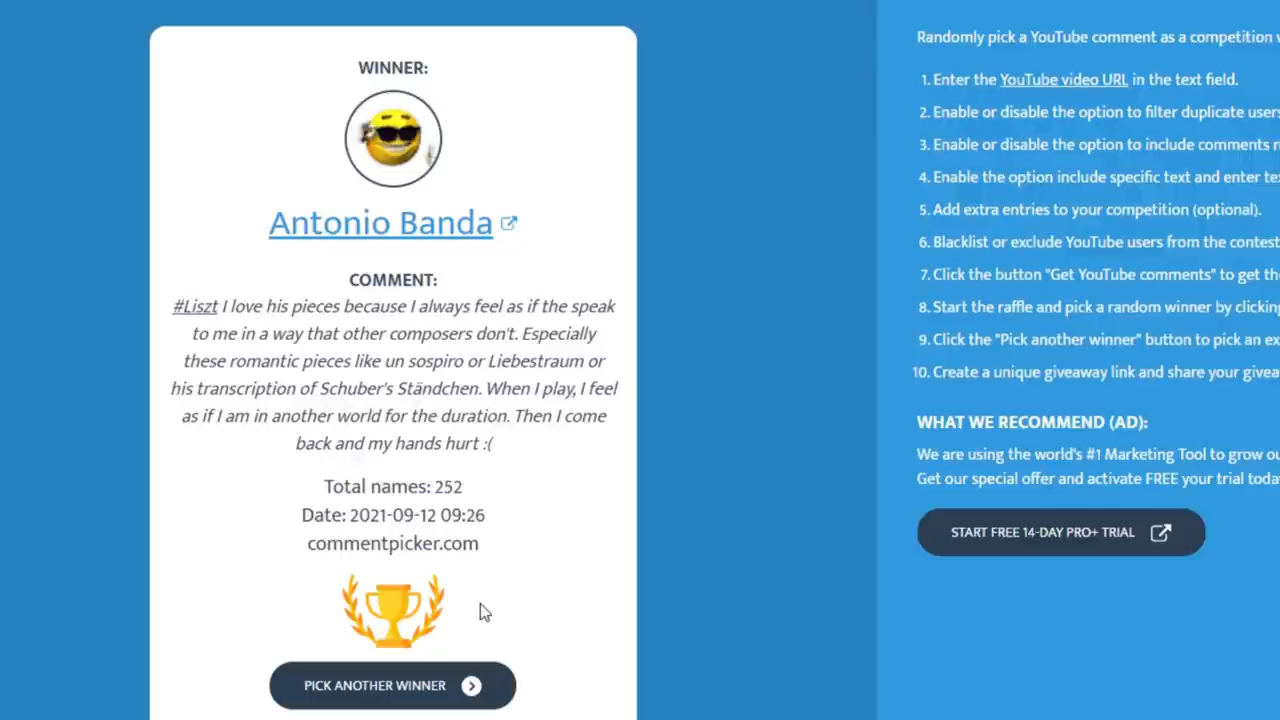 WINNER:
Antonio Banda
COMMENT:
#Liszt I love his pieces because I always feel as if the speak
to me in a way that other composers don't. Especially
these romantic pieces like un sospiro or Liebestraum or
his transcription of Schuber's Ständchen. When I play, I feel
as if I am in another world for the duration. Then I come
back and my hands hurt :(
Total names: 252
Date: 2021-09-12 09:26
commentpicker.com
PICK ANOTHER WINNER
Randomly pick a YouTube comment as a competition
1. Enter the YouTube video URL in the text field.
2. Enable or disable the option to filter duplicate users
3. Enable or disable the option to include comments
4. Enable the option include specific text and enter
5. Add extra entries to your competition (optional).
6. Blacklist or exclude YouTube users from the contest
7. Click the button "Get YouTube comments" to get
8. Start the raffle and pick a random winner by clicking
9. Click the "Pick another winner" button to pick an
10. Create a unique giveaway link and share your
WHAT WE RECOMMEND (AD):
We are using the world's #1 Marketing Tool to grow
Get our special offer and activate FREE your trial
START FREE 14-DAY PRO+ TRIAL